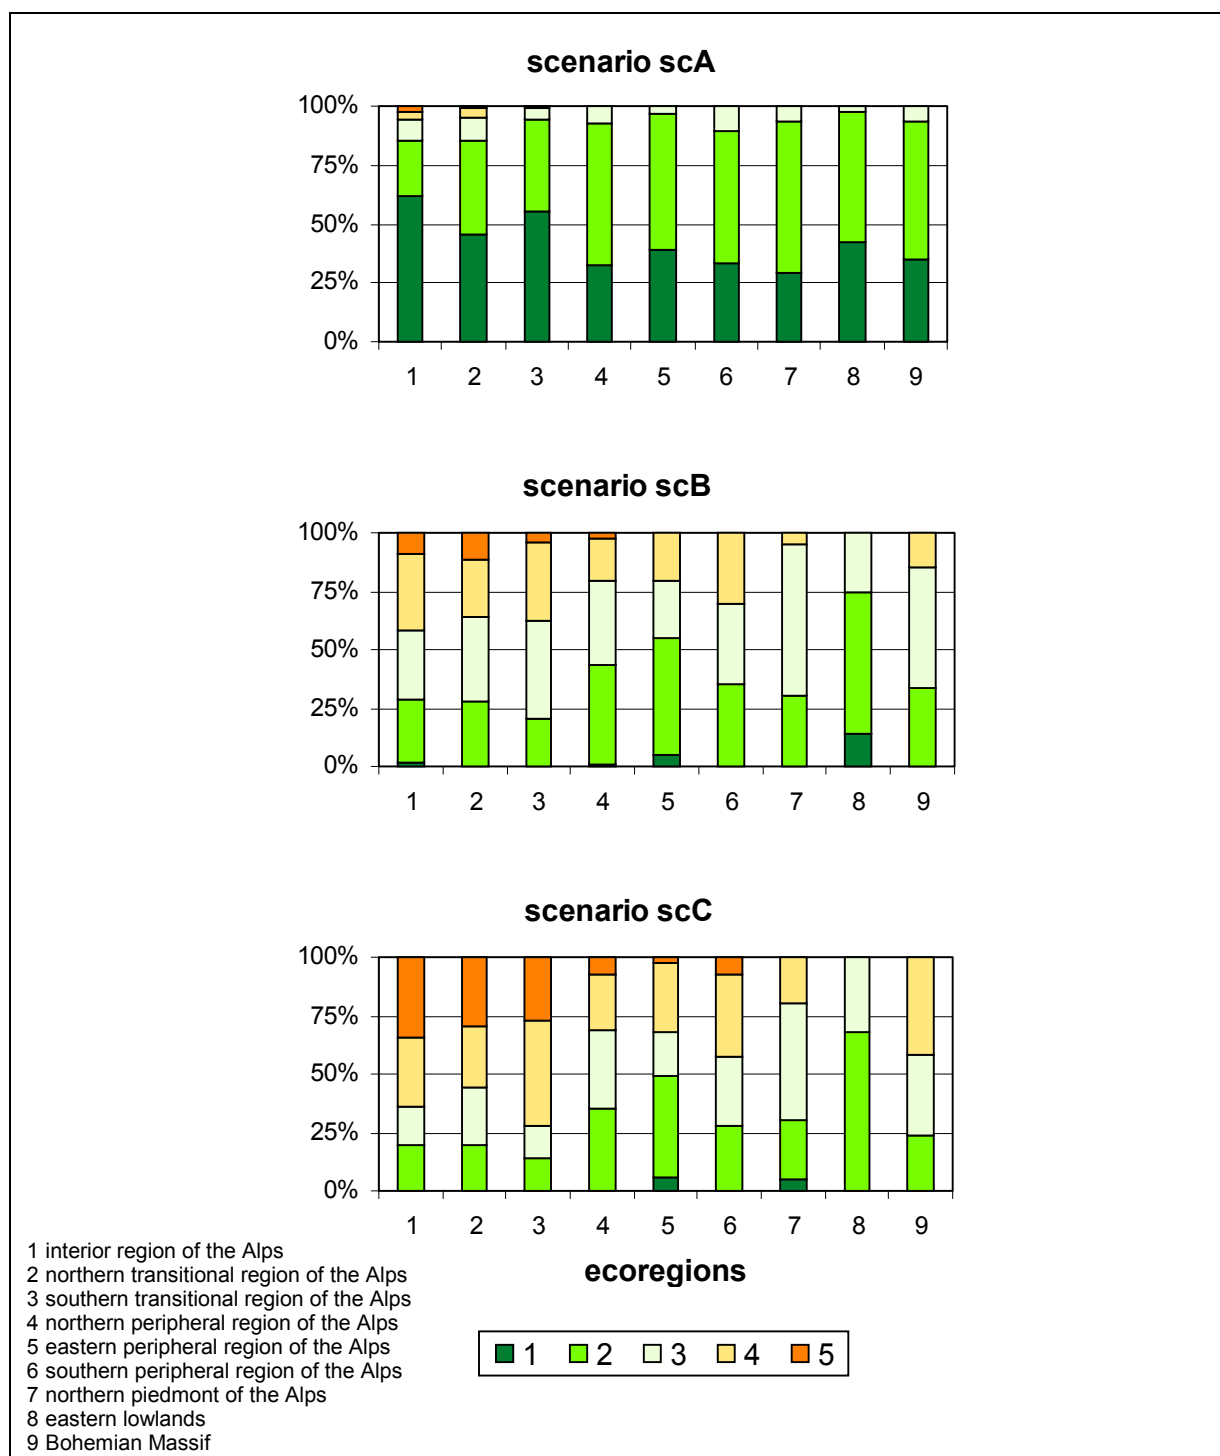 scenario scA
100%
75%
50%
25%
0%
1 2 3 4 5 6 7 8 9
scenario scB
100%
75%
50%
25%
0%
1 2 3 4 5 6 7 8 9
scenario scC
100%
75%
50%
25%
0%
1 2 3 4 5 6 7 8 9
ecoregions
1 interior region of the Alps
2 northern transitional region of the Alps
3 southern transitional region of the Alps
4 northern peripheral region of the Alps
5 eastern peripheral region of the Alps
6 southern peripheral region of the Alps
7 northern piedmont of the Alps
8 eastern lowlands
9 Bohemian Massif
1 2 3 4 5